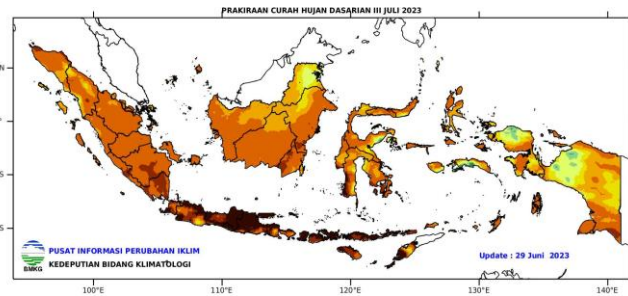 PRAKIRAAN CURAH HUJAN DASARIAN III JULI 2023
N
S
S
PUSAT INFORMASI PERUBAHAN IKLIM
KEDEPUTIAN BIDANG KLIMATOLOGI
BMKG
Update : 29 Juni 2023
100°E
110°E
120°E
130°E
140°E